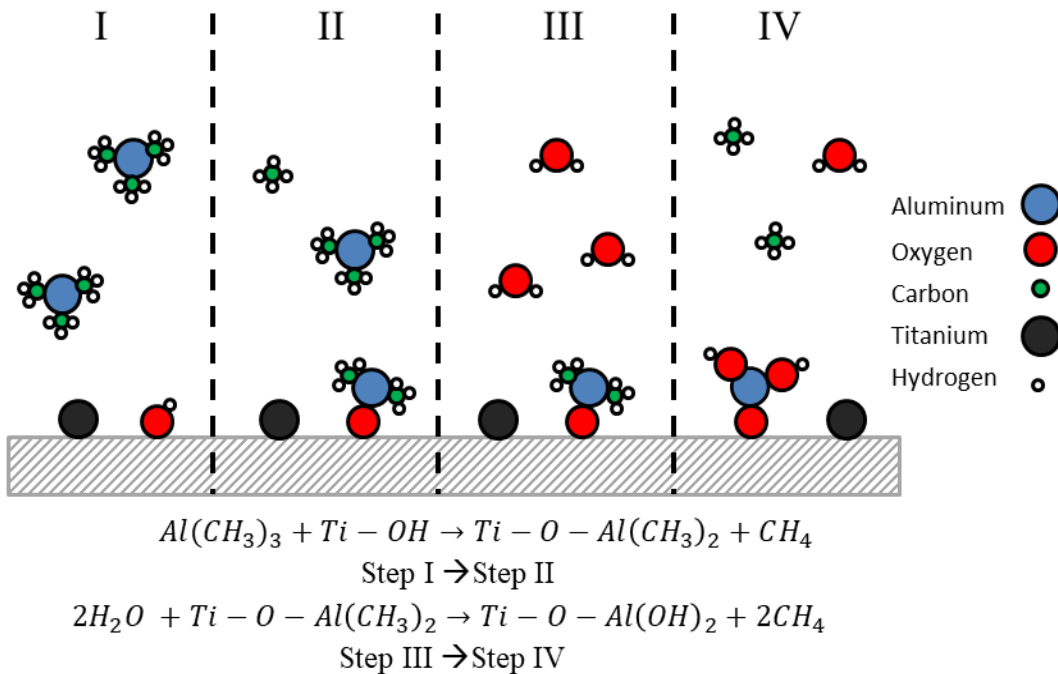 I II III IV
Aluminum
Oxygen
Carbon
Titanium
Hydrogen
Al(CH₃)₃ + Ti − OH → Ti − O − Al(CH₃)₂ + CH₄
Step I → Step II
2H₂O + Ti − O − Al(CH₃)₂ → Ti − O − Al(OH)₂ + 2CH₄
Step III → Step IV